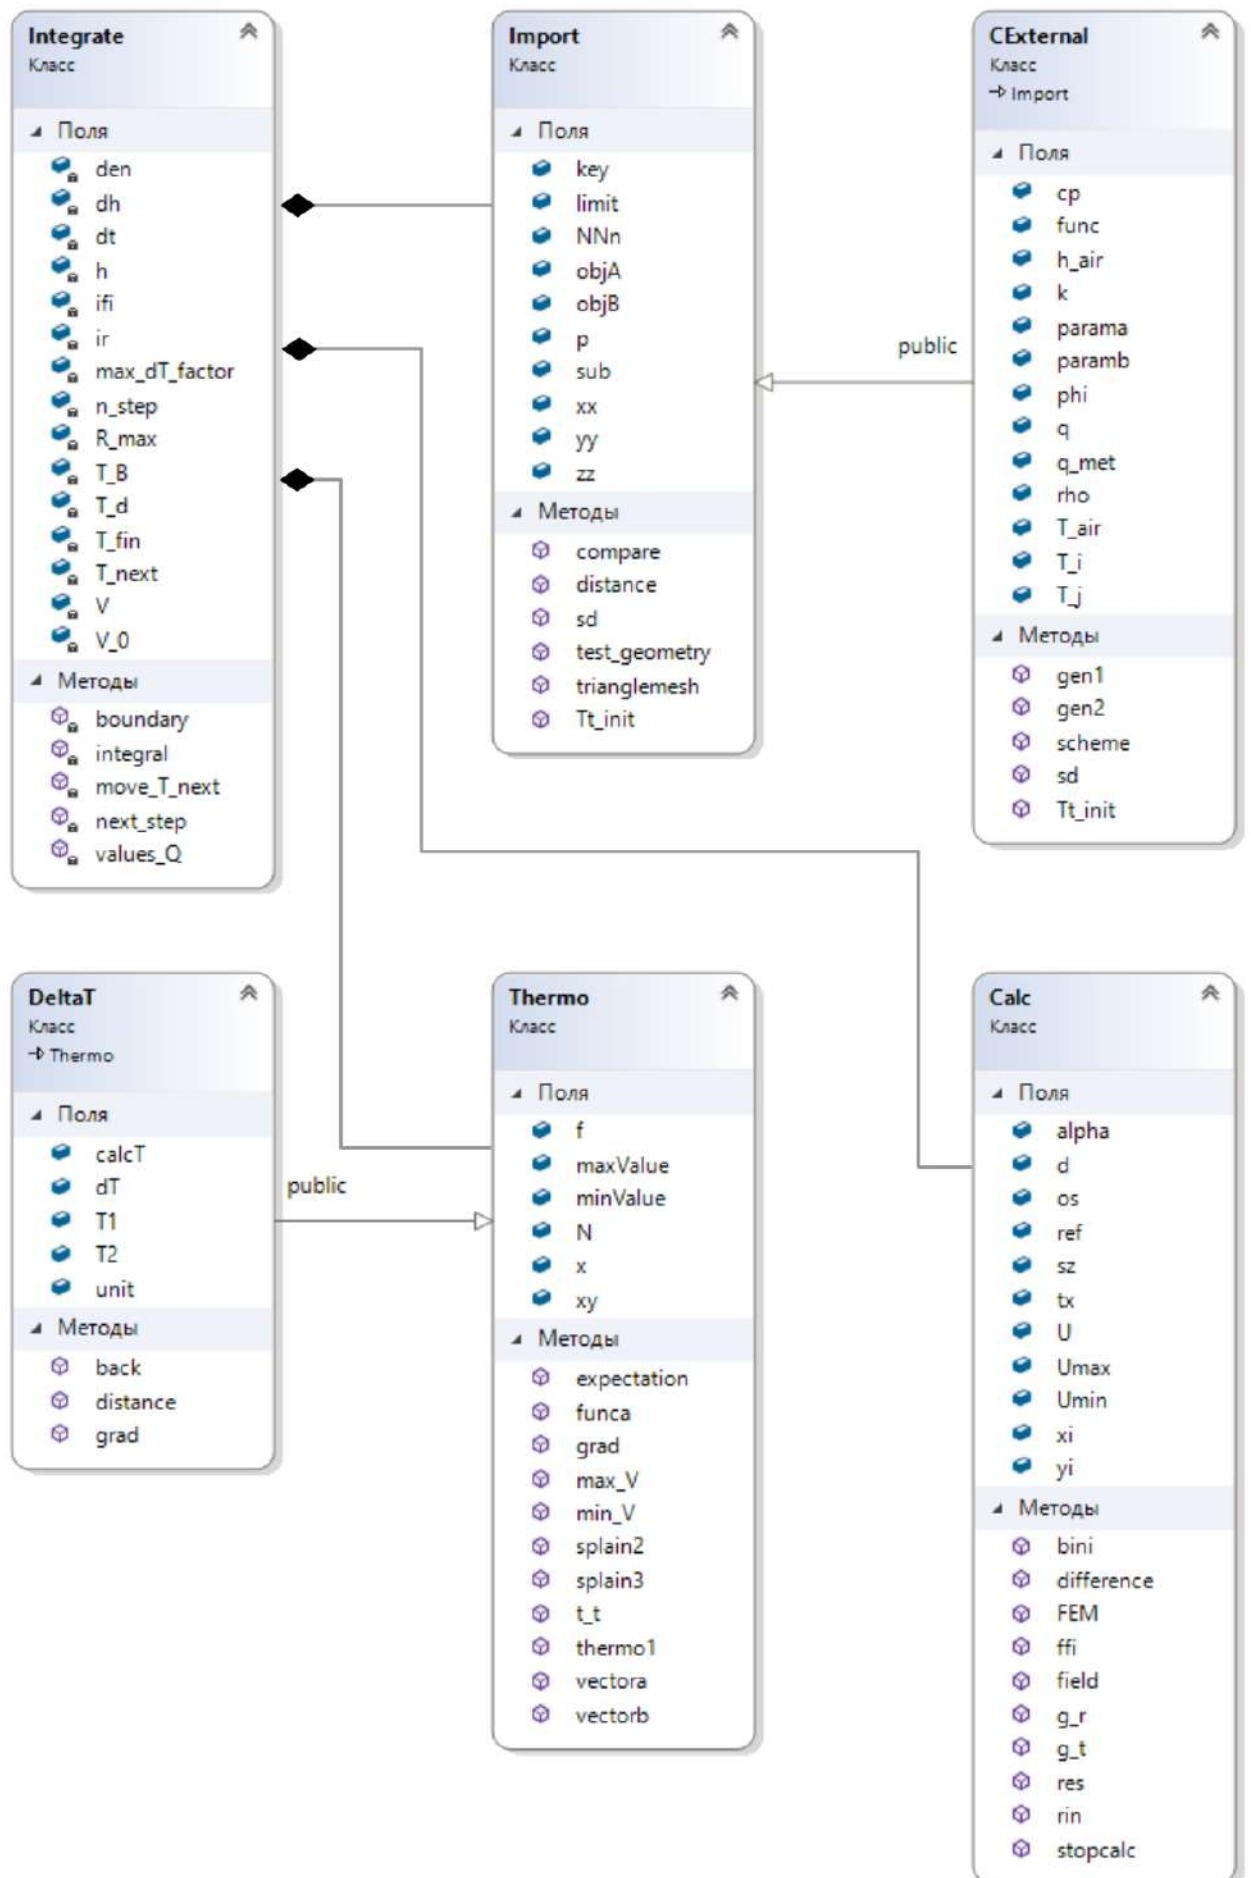 Integrate
Класс
Поля
den
dh
dt
h
ifi
ir
max_dT_factor
n_step
R_max
T_B
T_d
T_fin
T_next
V
V_0
Методы
boundary
integral
move_T_next
next_step
values_Q
Import
Класс
Поля
key
limit
NNn
objA
objB
p
sub
xx
yy
zz
Методы
compare
distance
sd
test_geometry
trianglemesh
Tt_init
public
CExternal
Класс
Import
Поля
cp
func
h_air
k
parama
paramb
phi
q
q_met
rho
T_air
T_i
T_j
Методы
gen1
gen2
scheme
sd
Tt_init
DeltaT
Класс
Thermo
Поля
calcT
dT
T1
T2
unit
Методы
back
distance
grad
public
Thermo
Класс
Поля
f
maxValue
minValue
N
x
xy
Методы
expectation
funca
grad
max_V
min_V
splain2
splain3
t_t
thermo1
vectora
vectorb
Calc
Класс
Поля
alpha
d
os
ref
sz
tx
U
Umax
Umin
xi
yi
Методы
bini
difference
FEM
ffi
field
g_r
g_t
res
rin
stopcalc